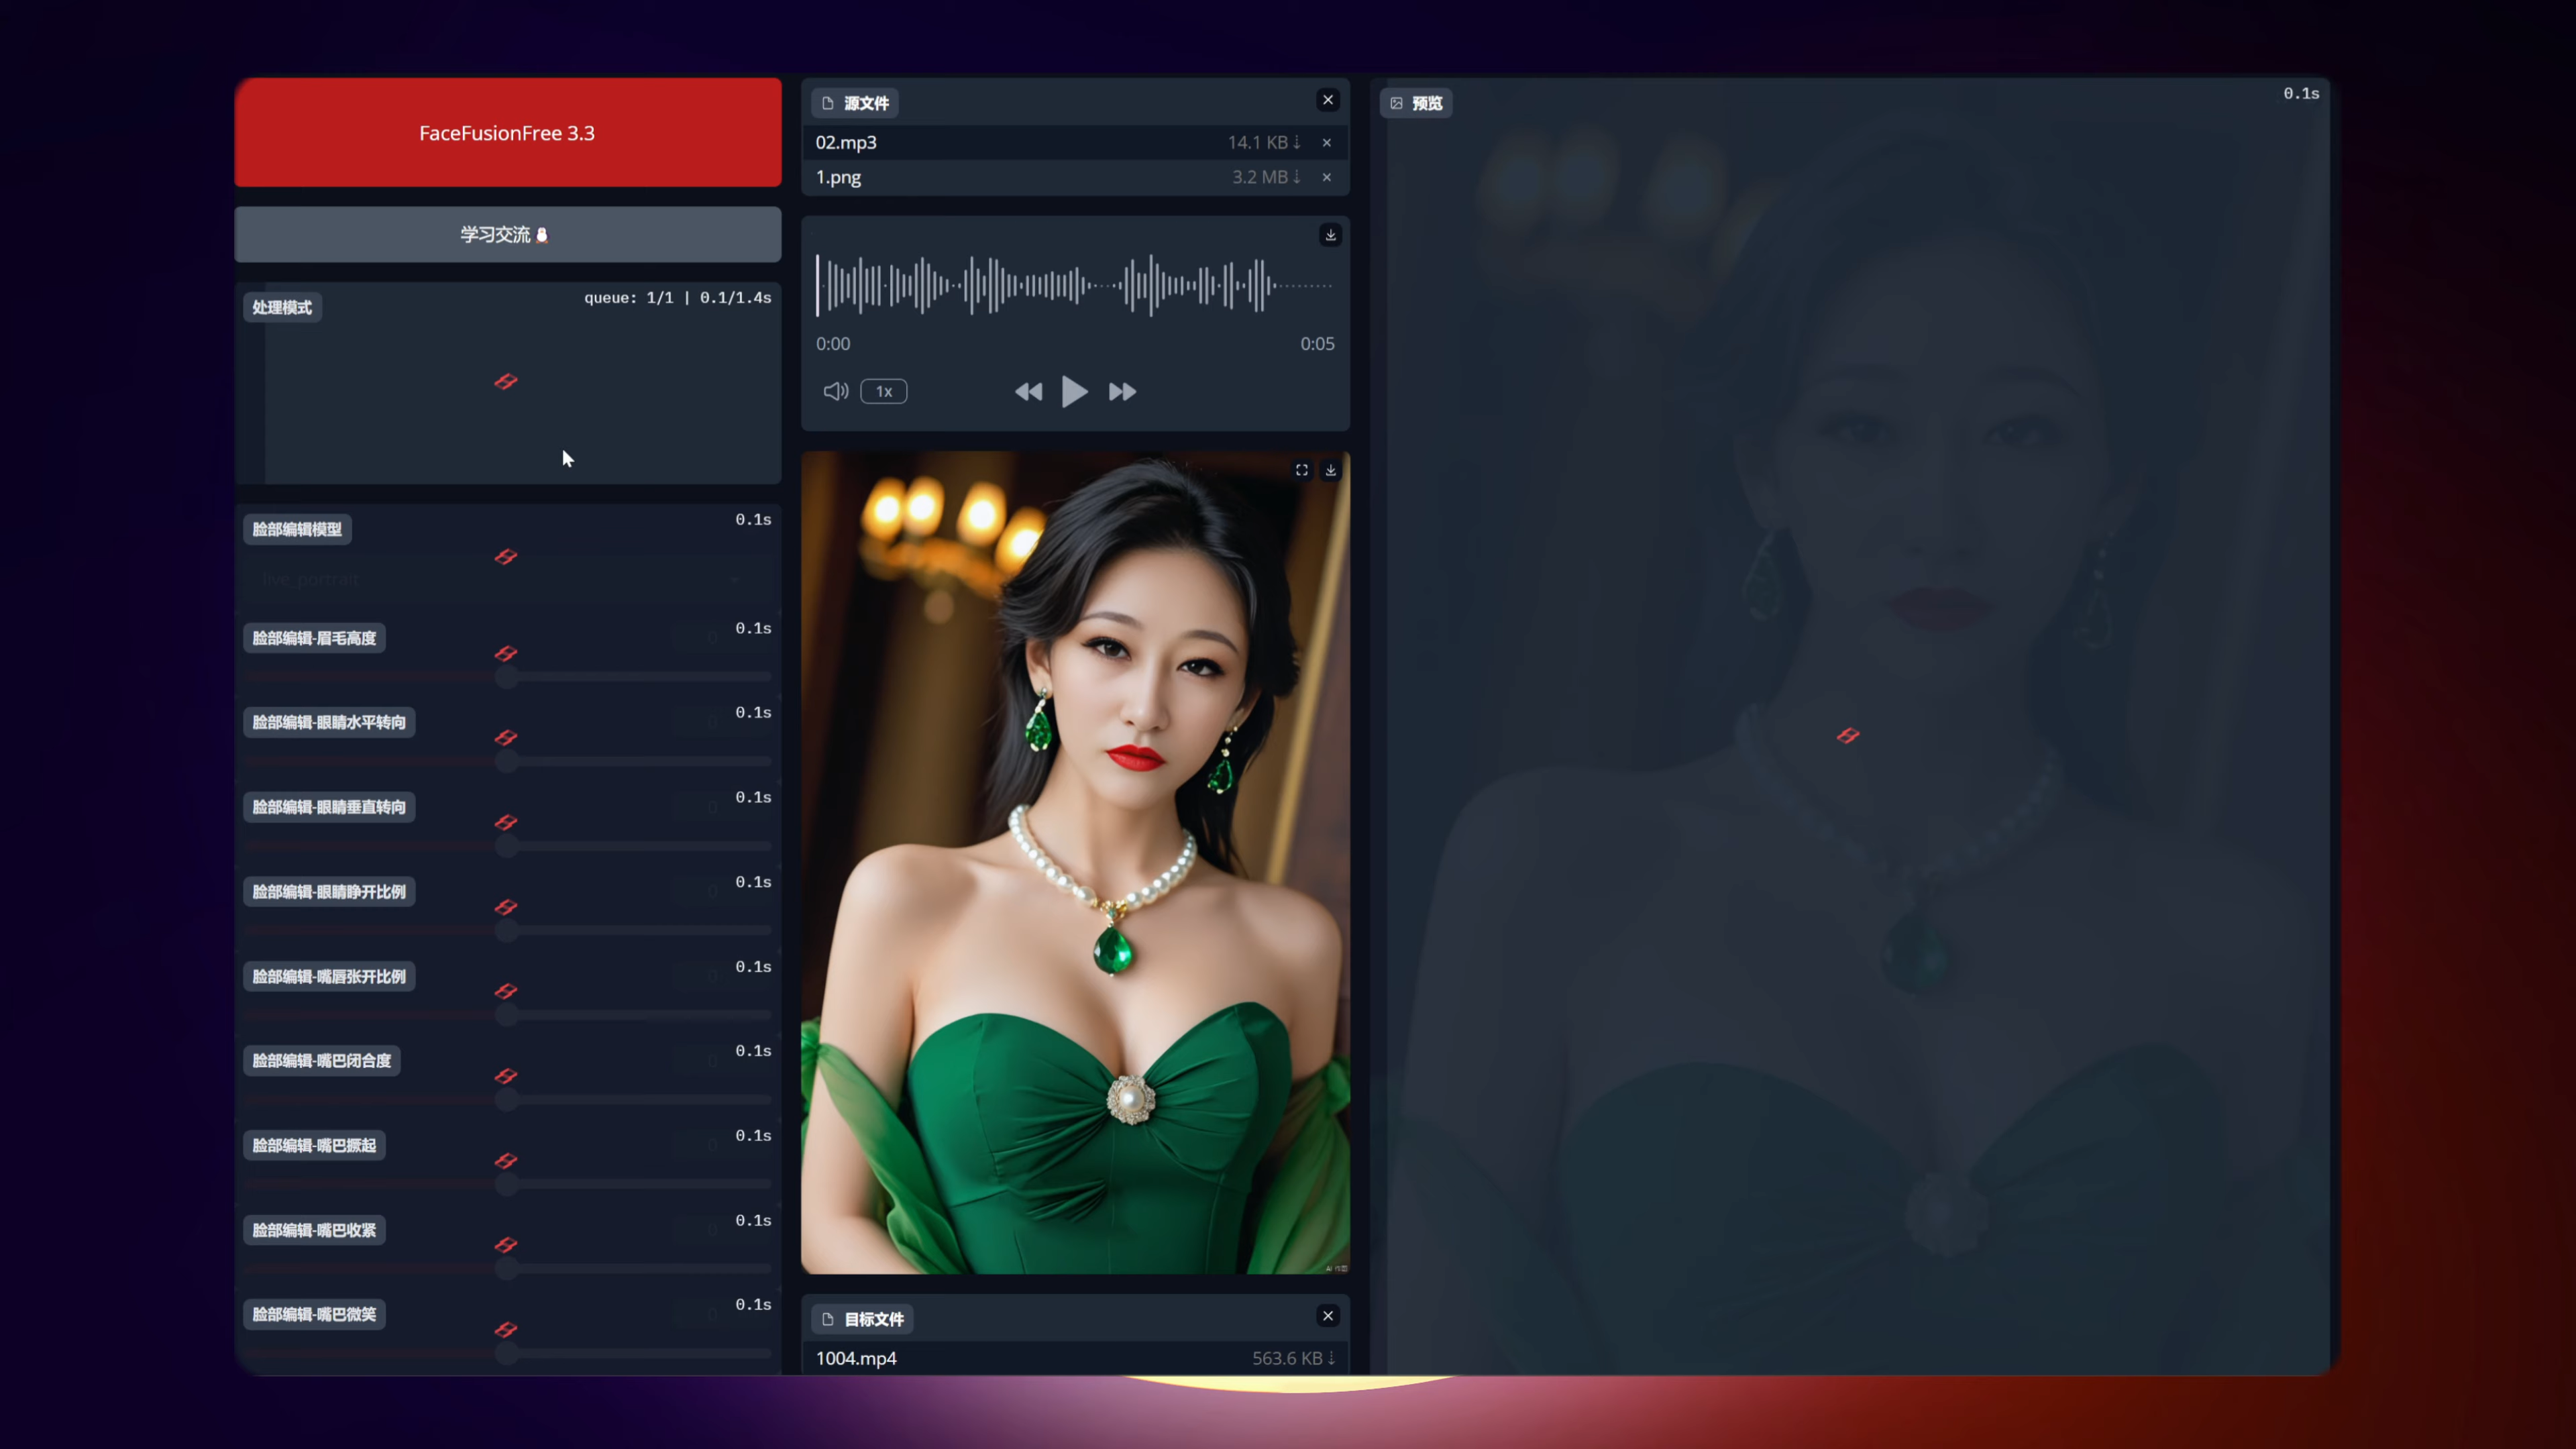 FaceFusionFree 3.3
学习交流
处理模式
queue: 1/1 | 0.1/1.4s
脸部编辑模型
0.1s
live_portrait
脸部编辑-眉毛高度
0.1s
脸部编辑-眼睛水平转向
0.1s
脸部编辑-眼睛垂直转向
0.1s
脸部编辑-眼睛睁开比例
0.1s
脸部编辑-嘴唇张开比例
0.1s
脸部编辑-嘴巴闭合度
0.1s
脸部编辑-嘴巴撅起
0.1s
脸部编辑-嘴巴收紧
0.1s
脸部编辑-嘴巴微笑
0.1s
源文件
02.mp3 14.1 KB ⇣
1.png 3.2 MB ⇣
0:00 0:05
1x
目标文件
1004.mp4 563.6 KB ⇣
预览
0.1s